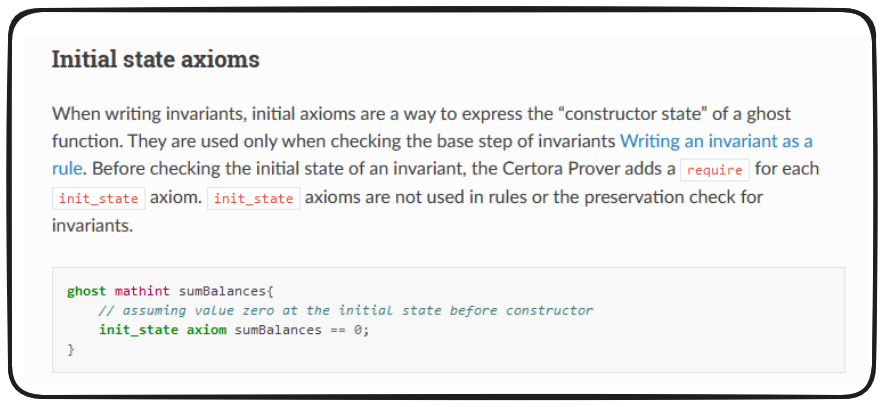 Initial state axioms
When writing invariants, initial axioms are a way to express the “constructor state” of a ghost
function. They are used only when checking the base step of invariants Writing an invariant as a
rule. Before checking the initial state of an invariant, the Certora Prover adds a require for each
init_state axiom. init_state axioms are not used in rules or the preservation check for
invariants.
ghost mathint sumBalances{
// assuming value zero at the initial state before constructor
init_state axiom sumBalances == 0;
}